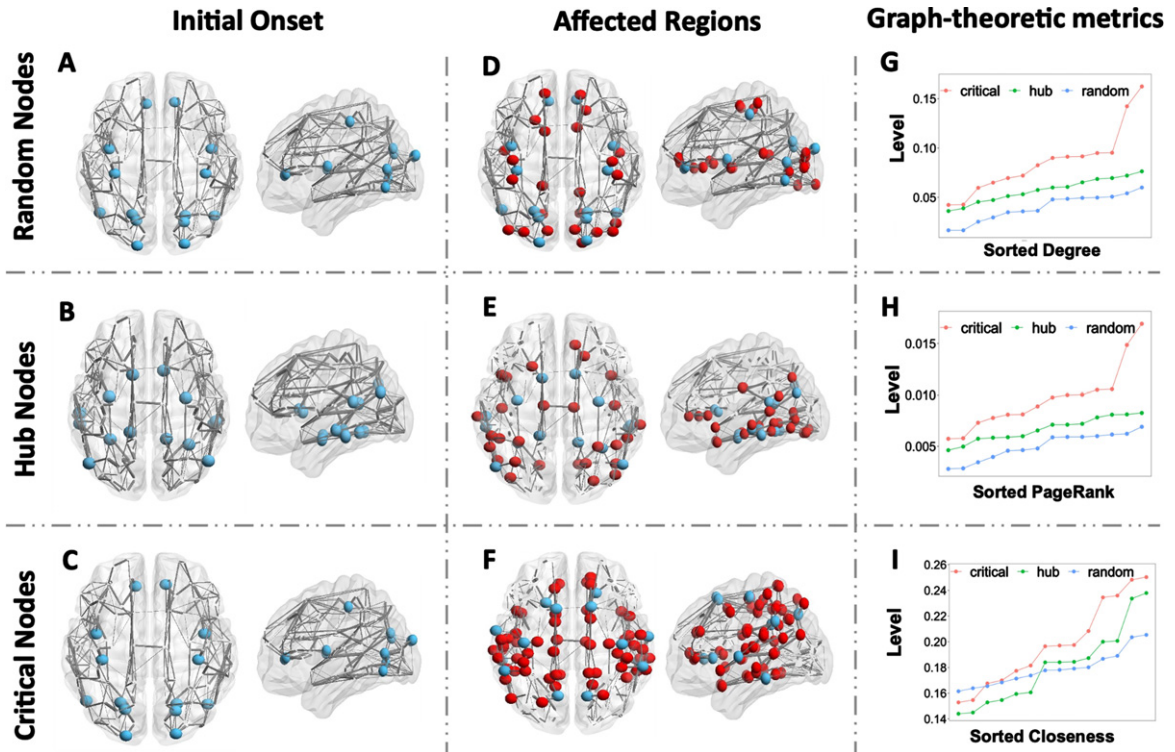 Initial Onset
Affected Regions
Graph-theoretic metrics
Random Nodes
A
D
G
critical hub random
Level
0.15
0.10
0.05
Sorted Degree
Hub Nodes
B
E
H
critical hub random
Level
0.015
0.010
0.005
Sorted PageRank
Critical Nodes
C
F
I
critical hub random
Level
0.26
0.24
0.22
0.20
0.18
0.16
0.14
Sorted Closeness